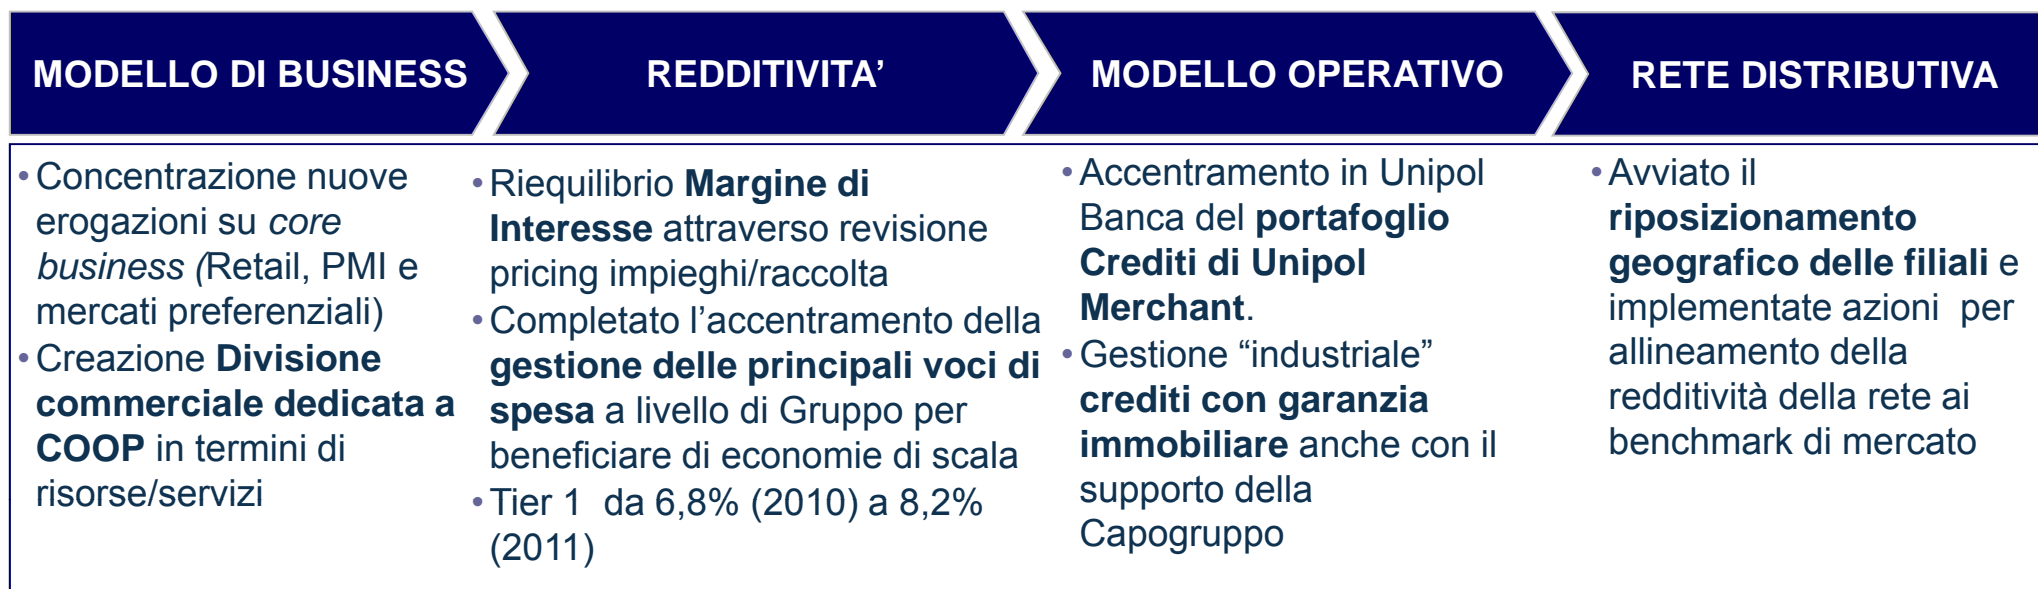 MODELLO DI BUSINESS
REDDITIVITA’
MODELLO OPERATIVO
RETE DISTRIBUTIVA
•Concentrazione nuove
erogazioni su core
business (Retail, PMI e
mercati preferenziali)
•Creazione Divisione
commerciale dedicata a
COOP in termini di
risorse/servizi
•Riequilibrio Margine di
Interesse attraverso revisione
pricing impieghi/raccolta
•Completato l’accentramento della
gestione delle principali voci di
spesa a livello di Gruppo per
beneficiare di economie di scala
•Tier 1 da 6,8% (2010) a 8,2%
(2011)
•Accentramento in Unipol
Banca del portafoglio
Crediti di Unipol
Merchant.
•Gestione “industriale”
crediti con garanzia
immobiliare anche con il
supporto della
Capogruppo
•Avviato il
riposizionamento
geografico delle filiali e
implementate azioni per
allineamento della
redditività della rete ai
benchmark di mercato